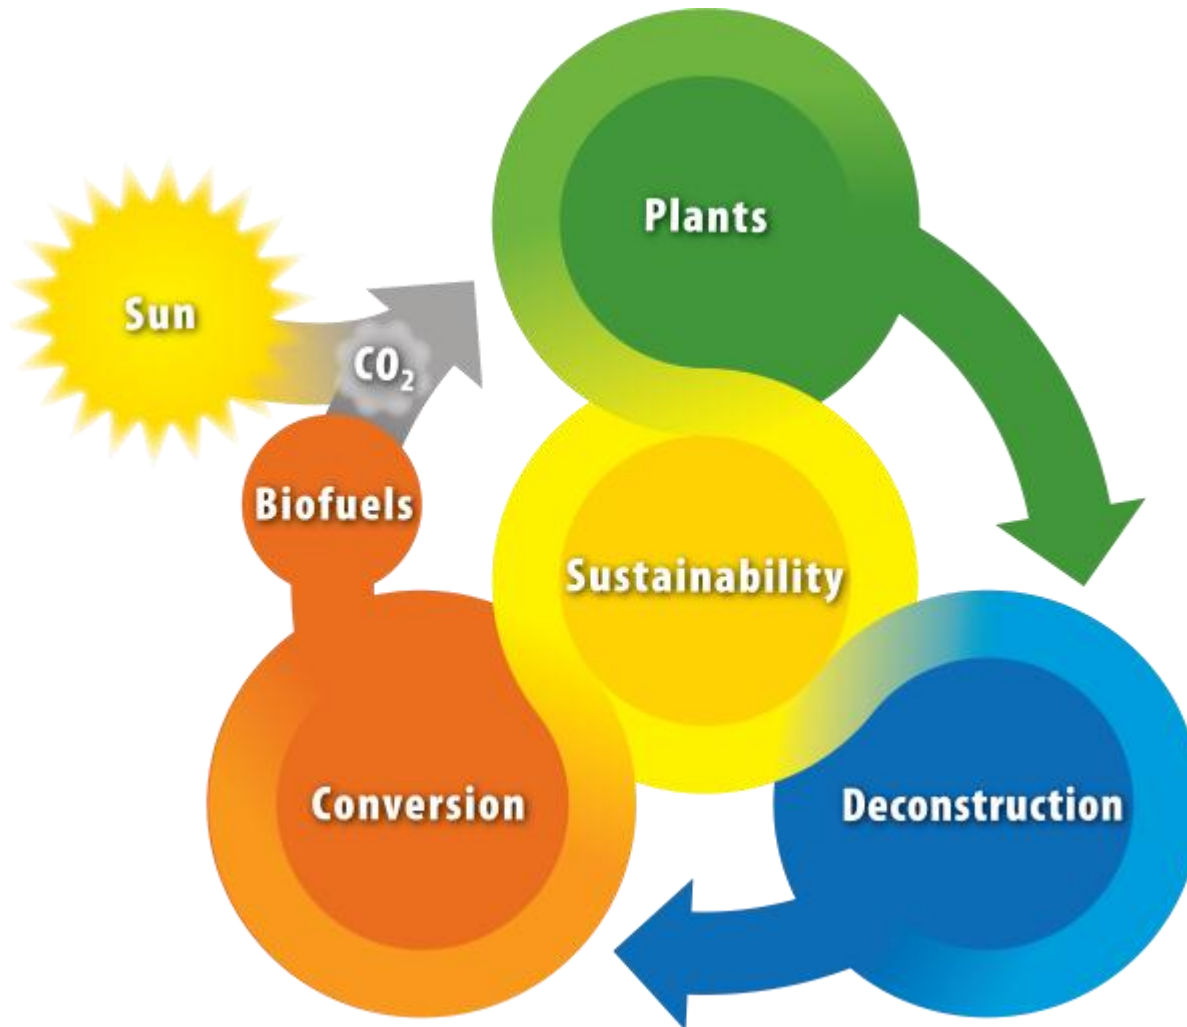 Plants
Sun
CO₂
Biofuels
Sustainability
Conversion
Deconstruction